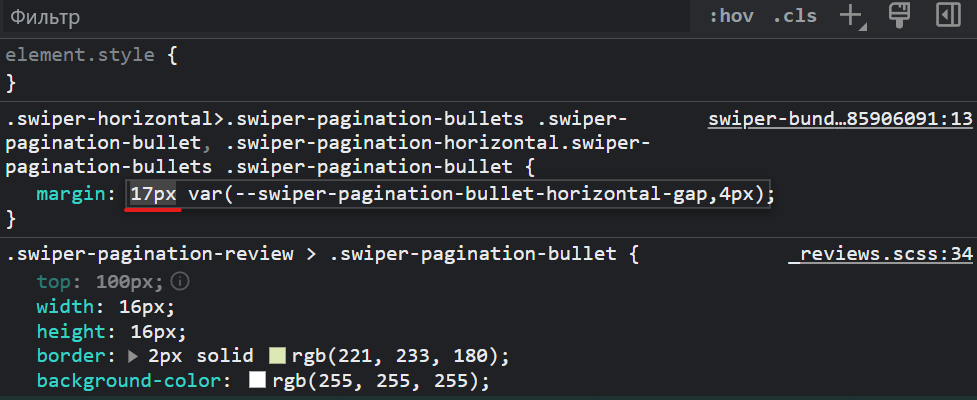 Фильтр :hov .cls
element.style {
}
.swiper-horizontal>.swiper-pagination-bullets .swiper- swiper-bund…85906091:13
pagination-bullet, .swiper-pagination-horizontal.swiper-
pagination-bullets .swiper-pagination-bullet {
margin: 17px var(--swiper-pagination-bullet-horizontal-gap,4px);
}
.swiper-pagination-review > .swiper-pagination-bullet { _reviews.scss:34
top: 100px;
width: 16px;
height: 16px;
border: 2px solid rgb(221, 233, 180);
background-color: rgb(255, 255, 255);